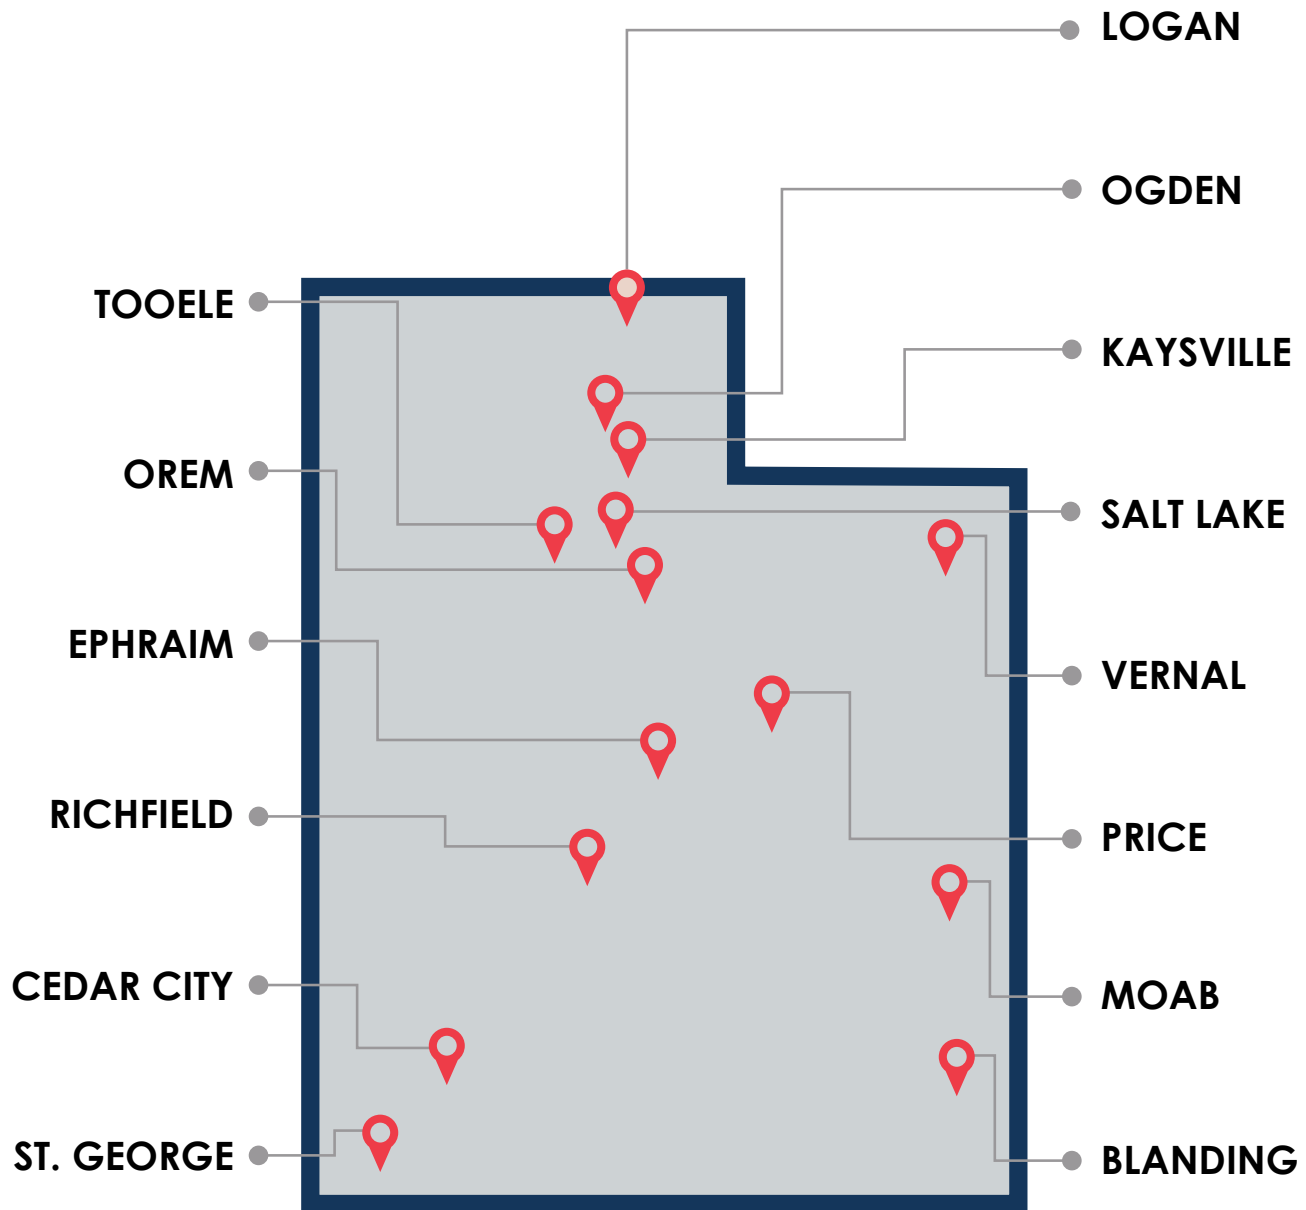 LOGAN
OGDEN
TOOELE
KAYSVILLE
OREM
SALT LAKE
EPHRAIM
VERNAL
RICHFIELD
PRICE
CEDAR CITY
MOAB
ST. GEORGE
BLANDING